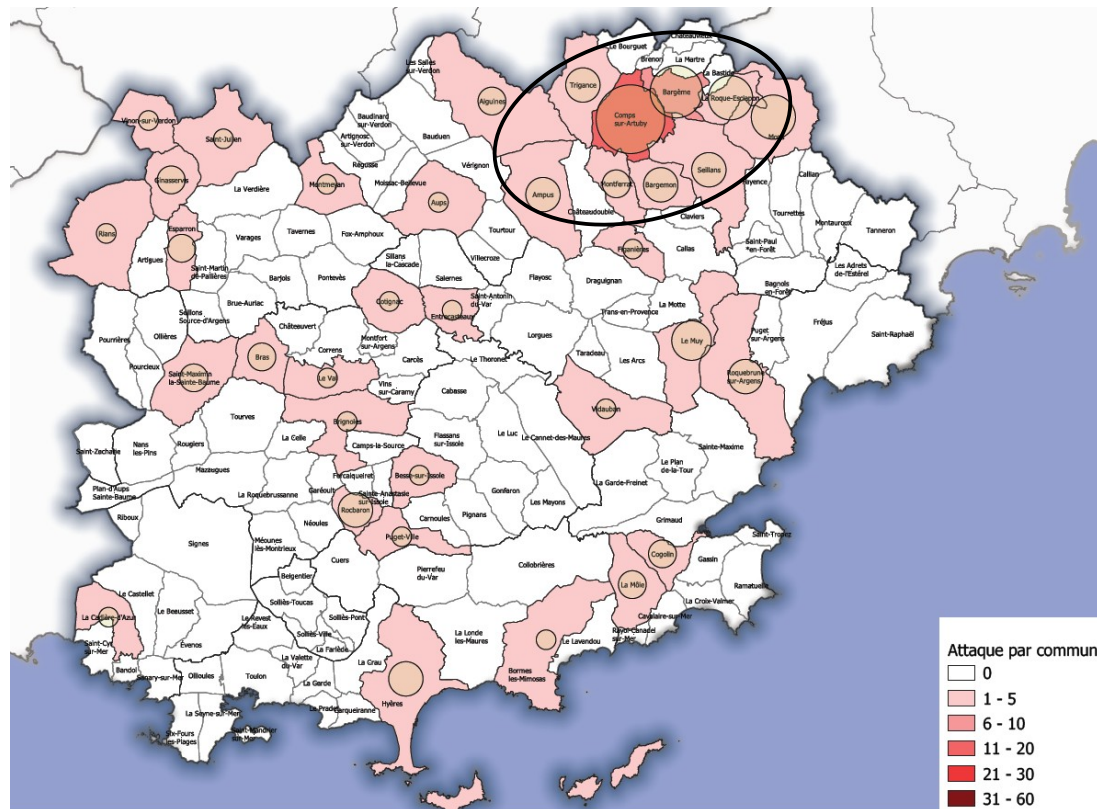 Le Bourguet
Châteauvieux
Brenon
La Martre
Les Salles
sur-Verdon
La Bastide
Trigance
Bargème
La Roque-Esclapon
Aiguines
Comps
sur-Artuby
Mons
Vinon-sur-Verdon
Saint-Julien
Baudinard
sur-Verdon
Bauduen
Artignosc
sur-Verdon
Régusse
Vérignon
Seillans
Ginasservis
La Verdière
Montmeyan
Moissac-Bellevue
Montferrat
Bargemon
Fayence
Callian
Ampus
Aups
Châteaudouble
Claviers
Tourrettes
Montauroux
Tanneron
Rians
Esparron
Varages
Tavernes
Fox-Amphoux
Tourtour
Villecroze
Figanières
Callas
Saint-Paul
en-Forêt
Artigues
Saint-Martin
de-Pallières
Barjols
Pontevès
Sillans
la-Cascade
Salernes
Flayosc
Draguignan
Les Adrets
de-l'Estérel
Bagnols
en-Forêt
Brue-Auriac
Cotignac
Saint-Antonin
du-Var
Entrecasteaux
La Motte
Trans-en-Provence
Seillons
Source-d'Argens
Pourrières
Ollières
Châteauvert
Montfort
sur-Argens
Lorgues
Fréjus
Saint-Raphaël
Correns
Le Muy
Puget
sur-Argens
Bras
Carcès
Le Thoronet
Taradeau
Les Arcs
Pourcieux
Saint-Maximin
la-Sainte-Baume
Le Val
Vins
sur-Caramy
Cabasse
Roquebrune
sur-Argens
Vidauban
Tourves
Brignoles
Saint-Zacharie
Nans
les-Pins
Rougiers
La Celle
Camps-la-Source
Flassans
sur-Issole
Le Luc
Le Cannet-des-Maures
Sainte-Maxime
Mazaugues
Forcalqueiret
Besse-sur-Issole
Le Plan
de-la-Tour
Plan-d'Aups
Sainte-Baume
La Roquebrussanne
Garéoult
Sainte-Anastasie
sur-Issole
Gonfaron
Les Mayons
La Garde-Freinet
Riboux
Rocbaron
Carnoules
Pignans
Néoules
Grimaud
Signes
Méounes
lès-Montrieux
Puget-Ville
Saint-Tropez
Cuers
Pierrefeu
du-Var
Collobrières
Cogolin
Gassin
Belgentier
La Môle
Ramatuelle
Le Castellet
Solliès-Toucas
La Croix-Valmer
La Cadière-d'Azur
Le Beausset
Le Revest
les-Eaux
Solliès-Pont
Solliès-Ville
Cavalaire-sur-Mer
Rayol-Canadel
sur-Mer
Saint-Cyr
sur-Mer
Évenos
La Farlède
La Londe
les-Maures
Le Lavandou
La Valette
du-Var
La Crau
Bormes
les-Mimosas
Bandol
Sanary-sur-Mer
Ollioules
Toulon
La Garde
Hyères
La Pradet
Carqueiranne
La Seyne-sur-Mer
Six-Fours
les-Plages
Saint-Mandrier
sur-Mer
Attaque par commun
0
1 - 5
6 - 10
11 - 20
21 - 30
31 - 60